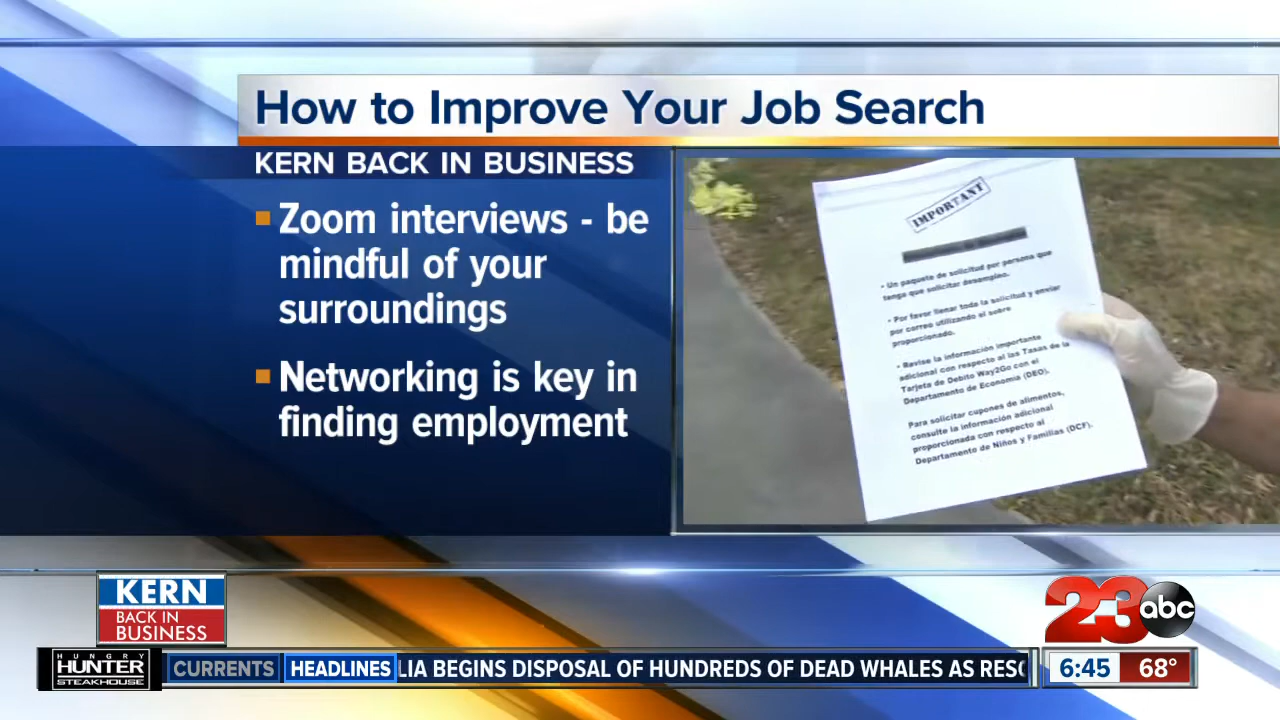 How to Improve Your Job Search
KERN BACK IN BUSINESS
Zoom interviews - be
mindful of your
surroundings
Networking is key in
finding employment
IMPORTANT
• Un paquete de solicitud por persona que
tenga que solicitar desempleo.
• Por favor llenar toda la solicitud y enviar
por correo utilizando el sobre
proporcionado.
• Revise la información importante
adicional con respecto al las Taxas de la
Tarjeta de Debito Way2Go con el
Departamento de Economia (DEO).
Para solicitar cupones de alimentos,
consulte la información adicional
proporcionada con respecto al
Departamento de Niños y Familias (DCF).
KERN
BACK IN
BUSINESS
23 abc
HUNGRY
HUNTER
STEAKHOUSE
CURRENTS
HEADLINES
LIA BEGINS DISPOSAL OF HUNDREDS OF DEAD WHALES AS RESC
6:45
68°